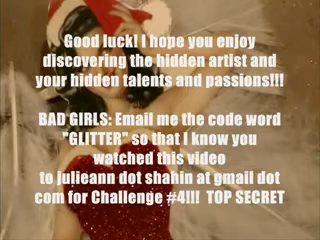 Good luck! I hope you enjoy
discovering the hidden artist and
your hidden talents and passions!!!
BAD GIRLS: Email me the code word
"GLITTER" so that I know you
watched this video
to julieann dot shahin at gmail dot
com for Challenge #4!!! TOP SECRET